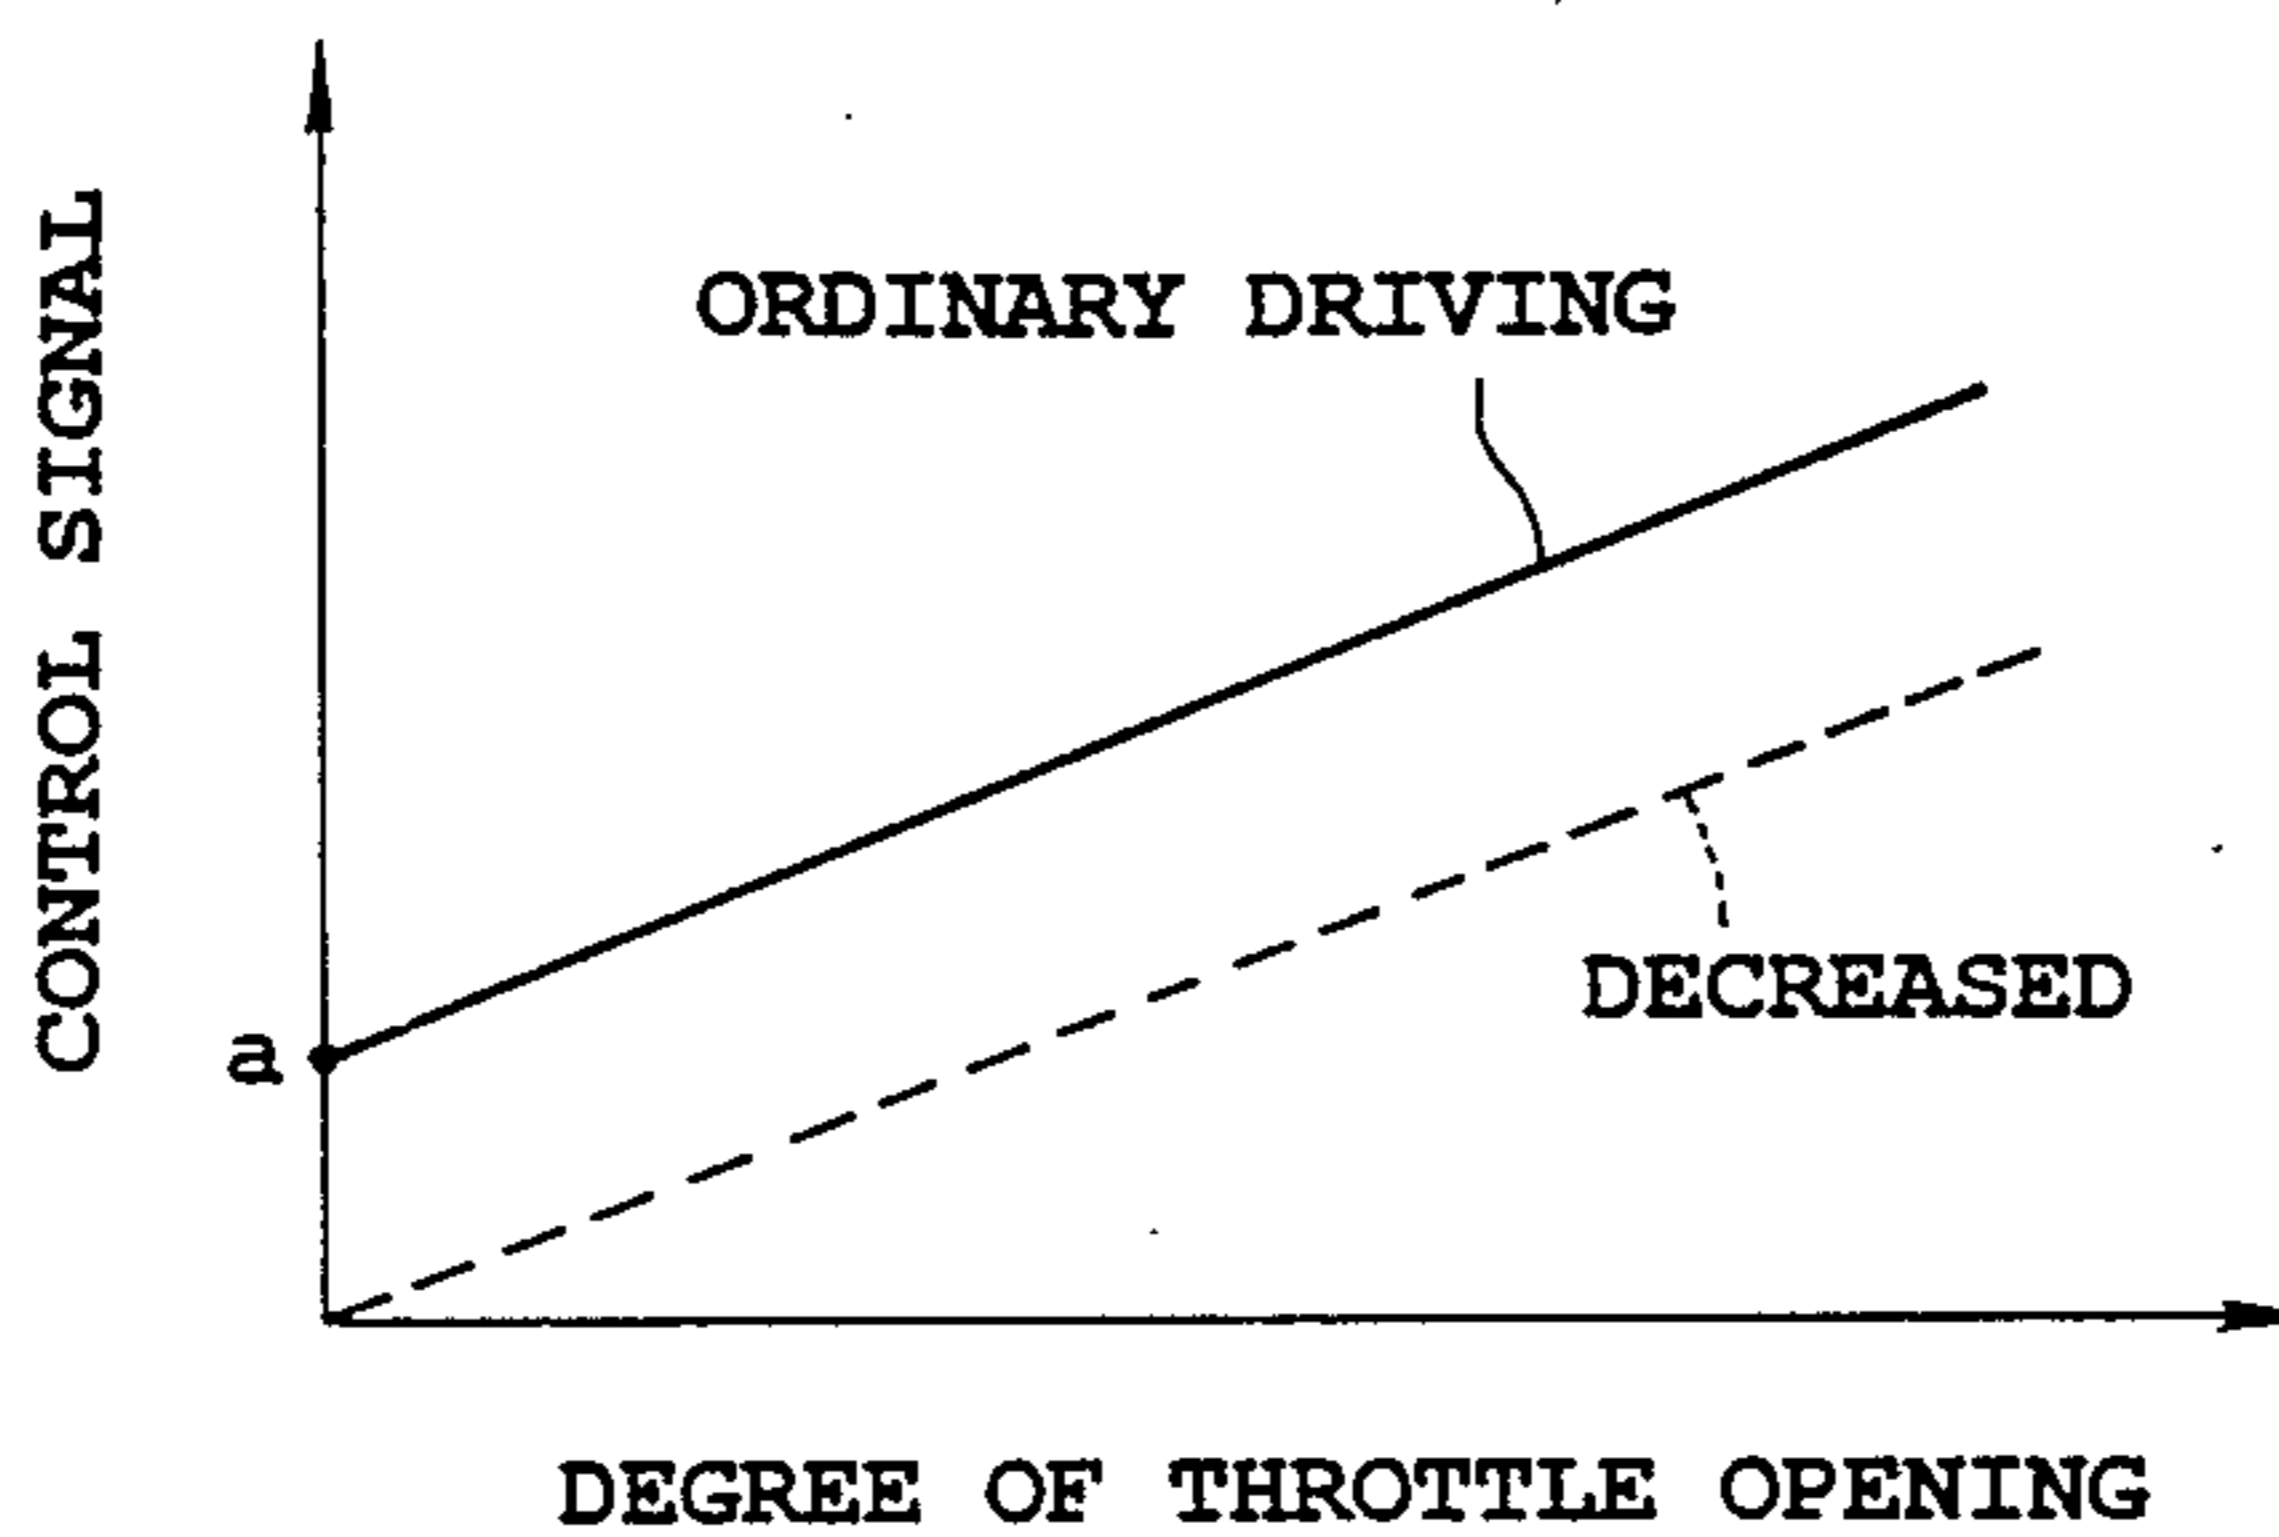 CONTROL SIGNAL
ORDINARY DRIVING
DECREASED
a
DEGREE OF THROTTLE OPENING